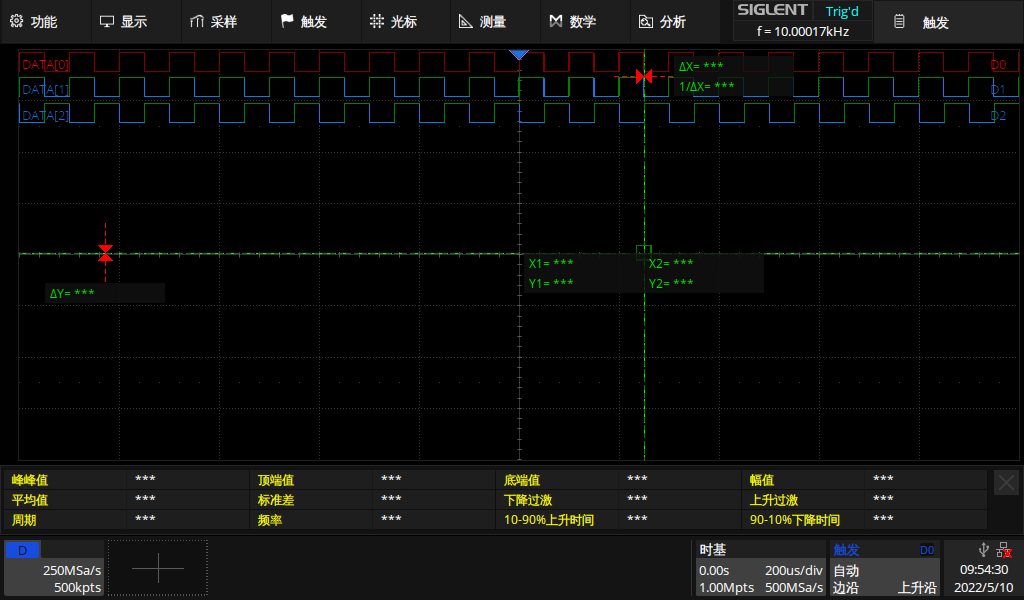 功能 显示 采样 触发 光标 测量 数学 分析 SIGLENT Trig'd 触发
f = 10.00017kHz
DATA[0] D0
ΔX= ***
DATA[1] D1
1/ΔX= ***
DATA[2] D2
X1= *** X2= ***
Y1= *** Y2= ***
ΔY= ***
峰峰值 *** 顶端值 *** 底端值 *** 幅值 ***
平均值 *** 标准差 *** 下降过激 *** 上升过激 ***
周期 *** 频率 *** 10-90%上升时间 *** 90-10%下降时间 ***
D 时基 触发 D0
250MSa/s 0.00s 200us/div 自动 09:54:30
500kpts 1.00Mpts 500MSa/s 边沿 上升沿 2022/5/10